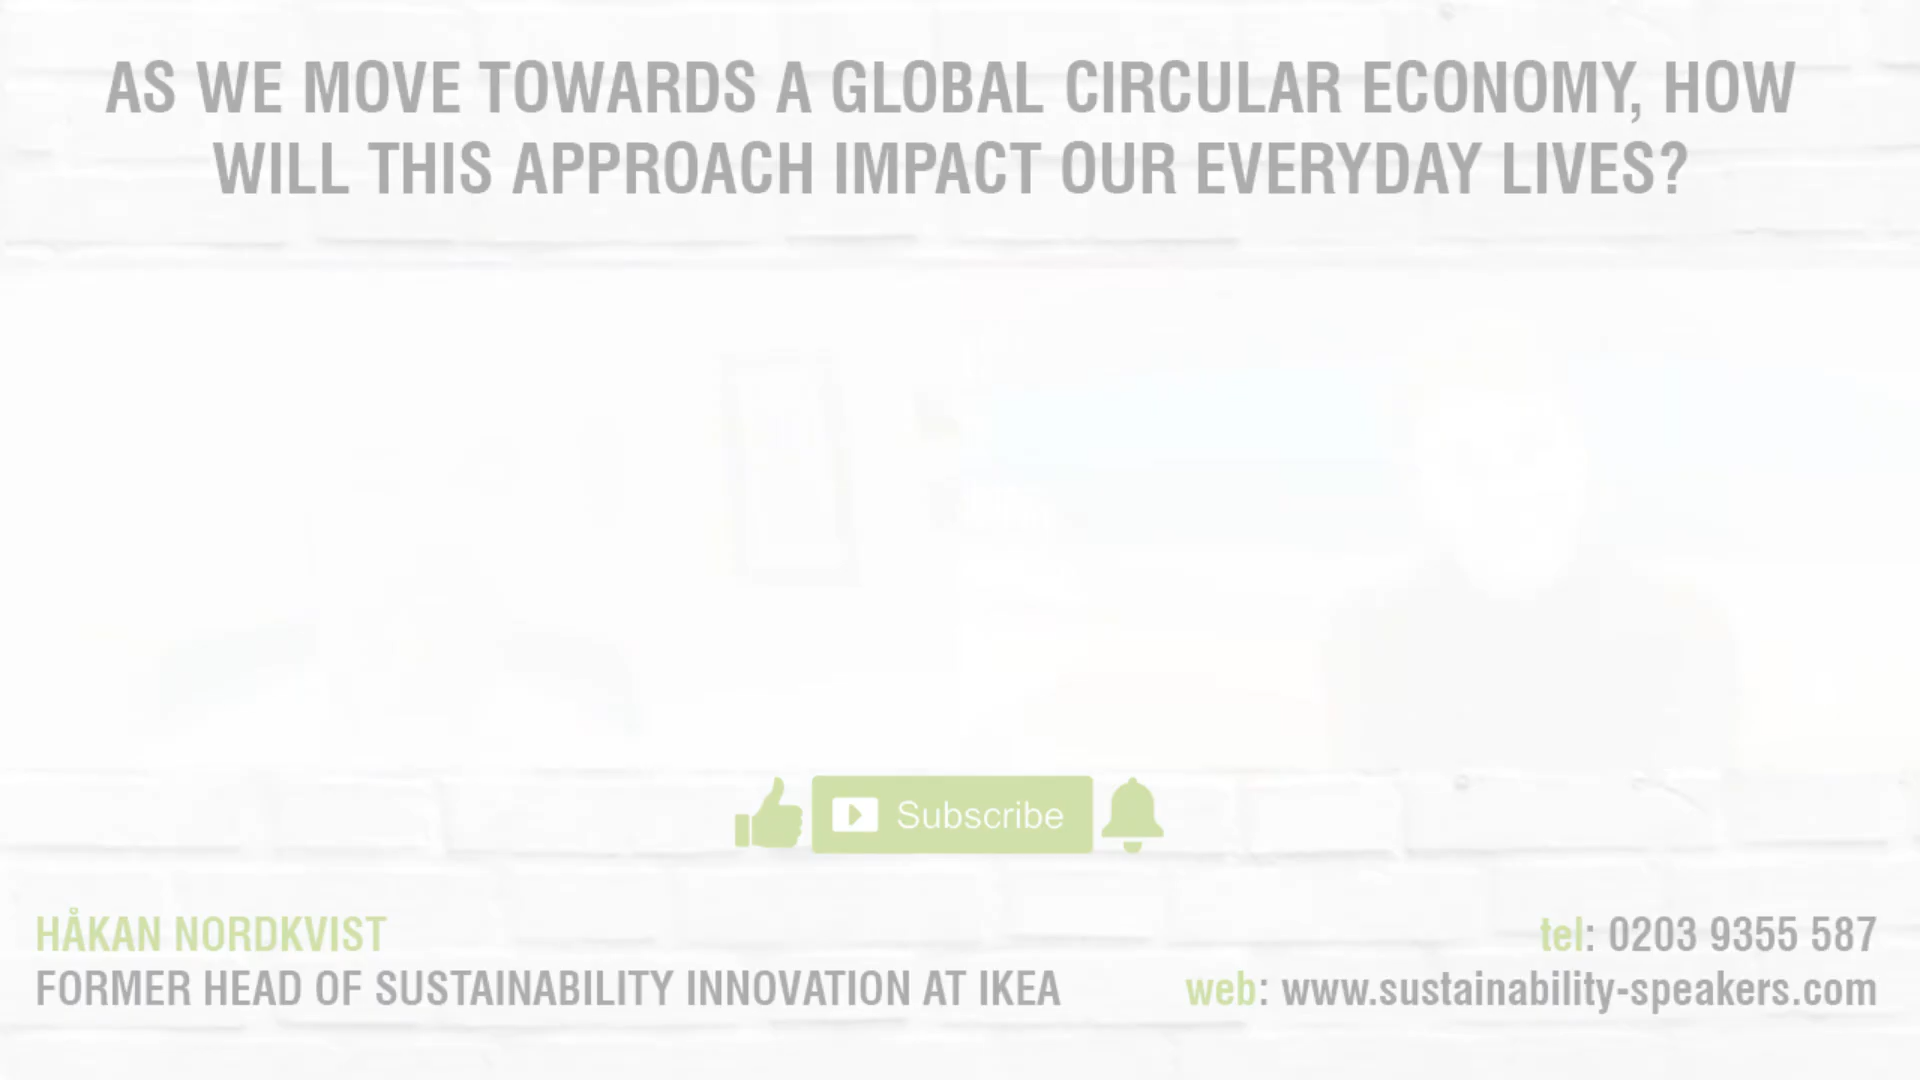 AS WE MOVE TOWARDS A GLOBAL CIRCULAR ECONOMY, HOW
WILL THIS APPROACH IMPACT OUR EVERYDAY LIVES?
Subscribe
HÅKAN NORDKVIST
FORMER HEAD OF SUSTAINABILITY INNOVATION AT IKEA
tel: 0203 9355 587
web: www.sustainability-speakers.com